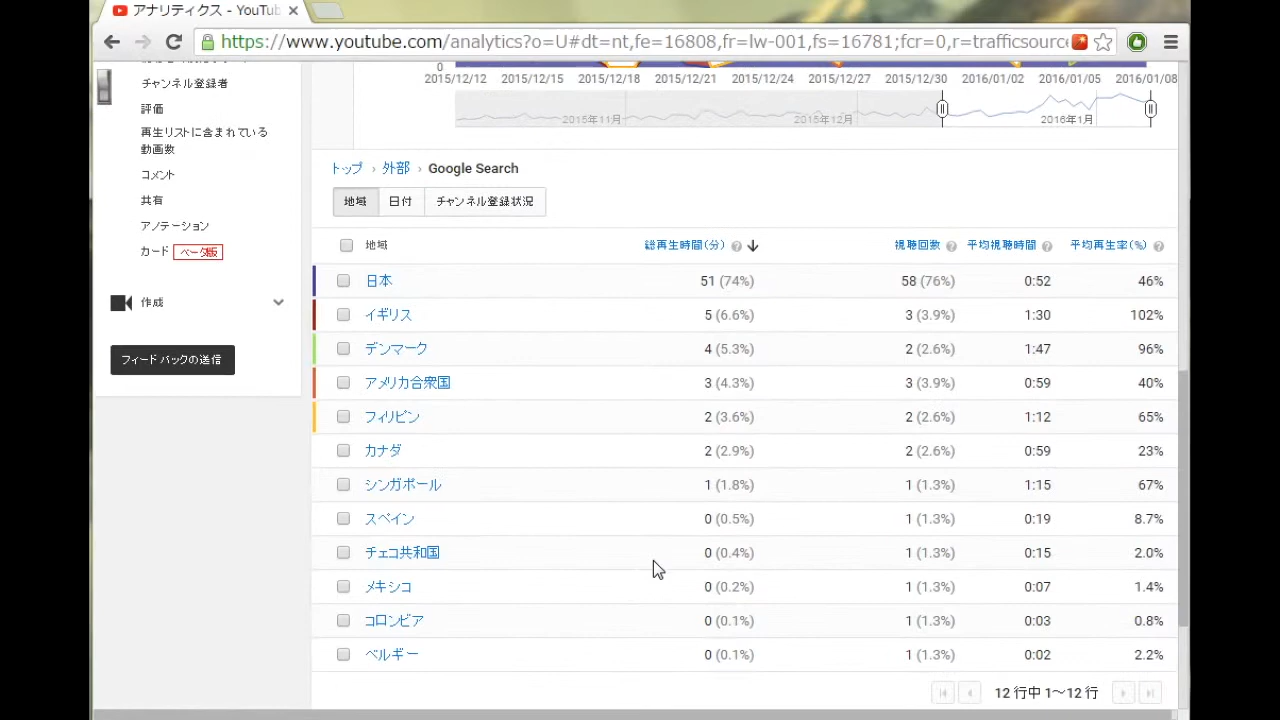 アナリティクス - YouTub
https://www.youtube.com/analytics?o=U#dt=nt,fe=16808,fr=lw-001,fs=16781;fcr=0,r=trafficsource
0
2015/12/12 2015/12/15 2015/12/18 2015/12/21 2015/12/24 2015/12/27 2015/12/30 2016/01/02 2016/01/05 2016/01/08
2015年11月 2015年12月 2016年1月
チャンネル登録者
評価
再生リストに含まれている
動画数
コメント
共有
アノテーション
カード ベータ版
作成
フィードバックの送信
トップ › 外部 › Google Search
地域 日付 チャンネル登録状況
地域 総再生時間(分) ? ↓ 視聴回数 ? 平均視聴時間 ? 平均再生率(%) ?
日本 51 (74%) 58 (76%) 0:52 46%
イギリス 5 (6.6%) 3 (3.9%) 1:30 102%
デンマーク 4 (5.3%) 2 (2.6%) 1:47 96%
アメリカ合衆国 3 (4.3%) 3 (3.9%) 0:59 40%
フィリピン 2 (3.6%) 2 (2.6%) 1:12 65%
カナダ 2 (2.9%) 2 (2.6%) 0:59 23%
シンガポール 1 (1.8%) 1 (1.3%) 1:15 67%
スペイン 0 (0.5%) 1 (1.3%) 0:19 8.7%
チェコ共和国 0 (0.4%) 1 (1.3%) 0:15 2.0%
メキシコ 0 (0.2%) 1 (1.3%) 0:07 1.4%
コロンビア 0 (0.1%) 1 (1.3%) 0:03 0.8%
ベルギー 0 (0.1%) 1 (1.3%) 0:02 2.2%
12 行中 1～12 行